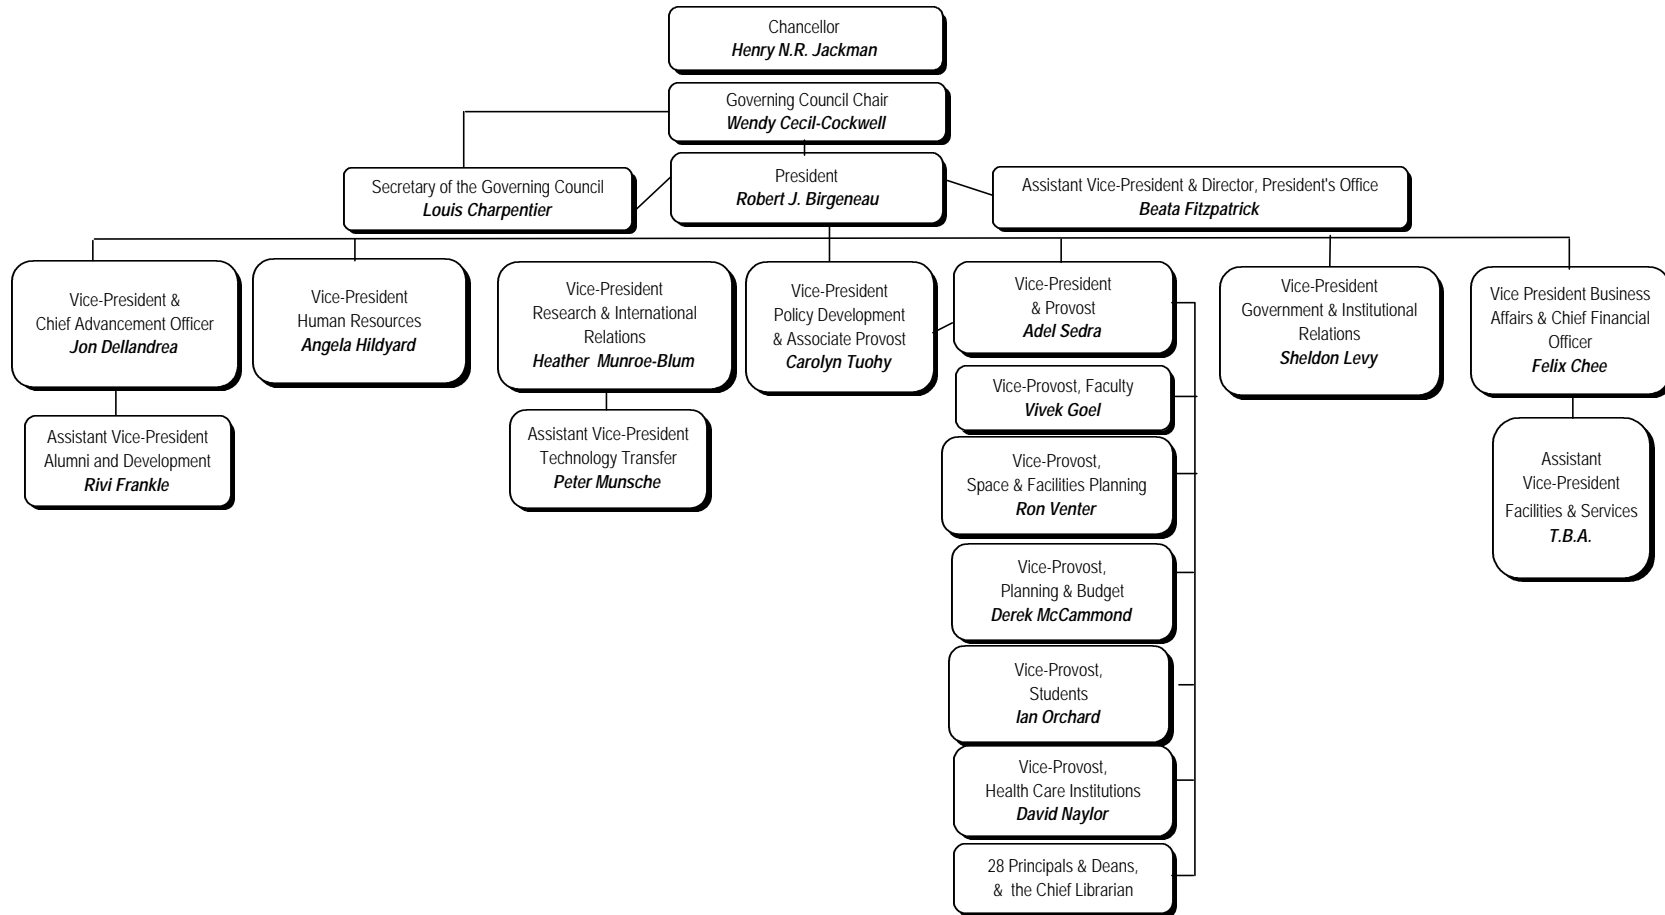 Chancellor
Henry N.R. Jackman
Governing Council Chair
Wendy Cecil-Cockwell
Secretary of the Governing Council
Louis Charpentier
President
Robert J. Birgeneau
Assistant Vice-President & Director, President's Office
Beata Fitzpatrick
Vice-President &
Chief Advancement Officer
Jon Dellandrea
Vice-President
Human Resources
Angela Hildyard
Vice-President
Research & International
Relations
Heather Munroe-Blum
Vice-President
Policy Development
& Associate Provost
Carolyn Tuohy
Vice-President
& Provost
Adel Sedra
Vice-President
Government & Institutional
Relations
Sheldon Levy
Vice President Business
Affairs & Chief Financial
Officer
Felix Chee
Assistant Vice-President
Alumni and Development
Rivi Frankle
Assistant Vice-President
Technology Transfer
Peter Munsche
Vice-Provost, Faculty
Vivek Goel
Vice-Provost,
Space & Facilities Planning
Ron Venter
Vice-Provost,
Planning & Budget
Derek McCammond
Vice-Provost,
Students
Ian Orchard
Vice-Provost,
Health Care Institutions
David Naylor
28 Principals & Deans,
& the Chief Librarian
Assistant
Vice-President
Facilities & Services
T.B.A.